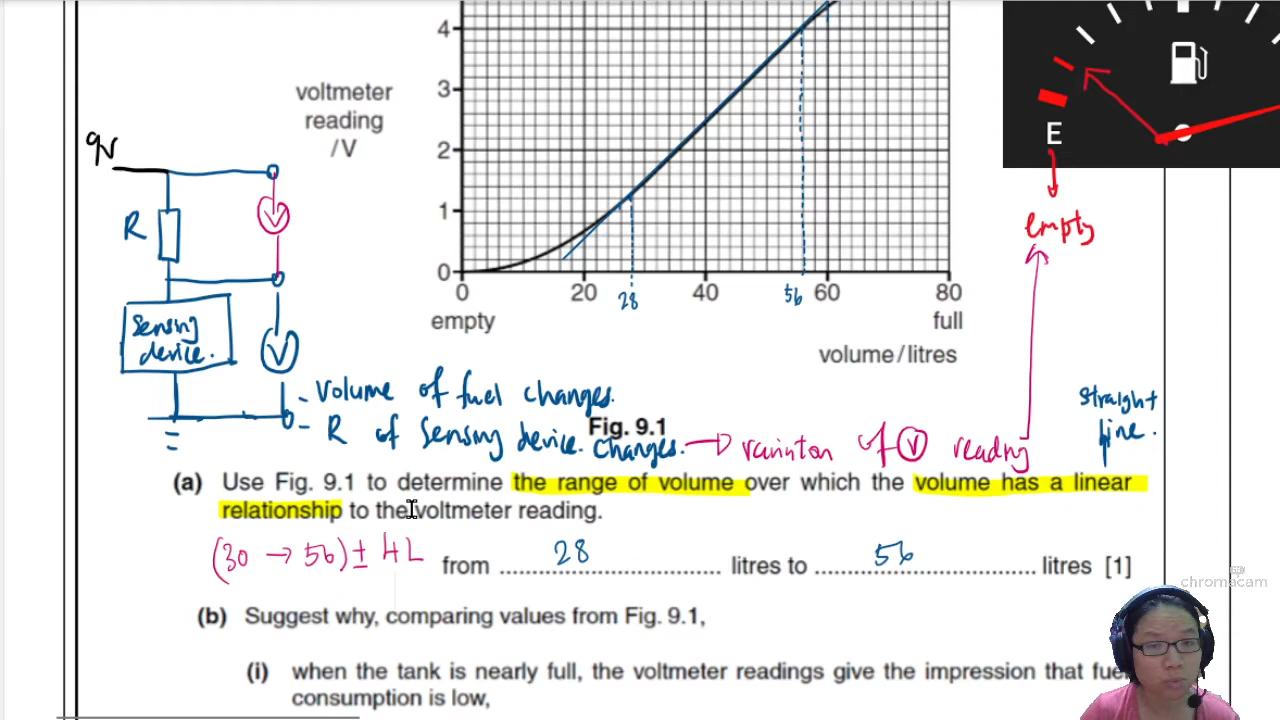 4
3
2
1
0
voltmeter
reading
/V
0 20 40 60 80
28 56
empty full
volume/litres
Fig. 9.1
9V
R
V
Sensing
device.
V
E
empty
- Volume of fuel changes.
- R of Sensing device changes. → of V reading
straight
line.
(a) Use Fig. 9.1 to determine the range of volume over which the volume has a linear
relationship to the voltmeter reading.
(30 → 56) ± 4L
from 28 litres to 56 litres [1]
chromacam
(b) Suggest why, comparing values from Fig. 9.1,
(i) when the tank is nearly full, the voltmeter readings give the impression that
consumption is low,